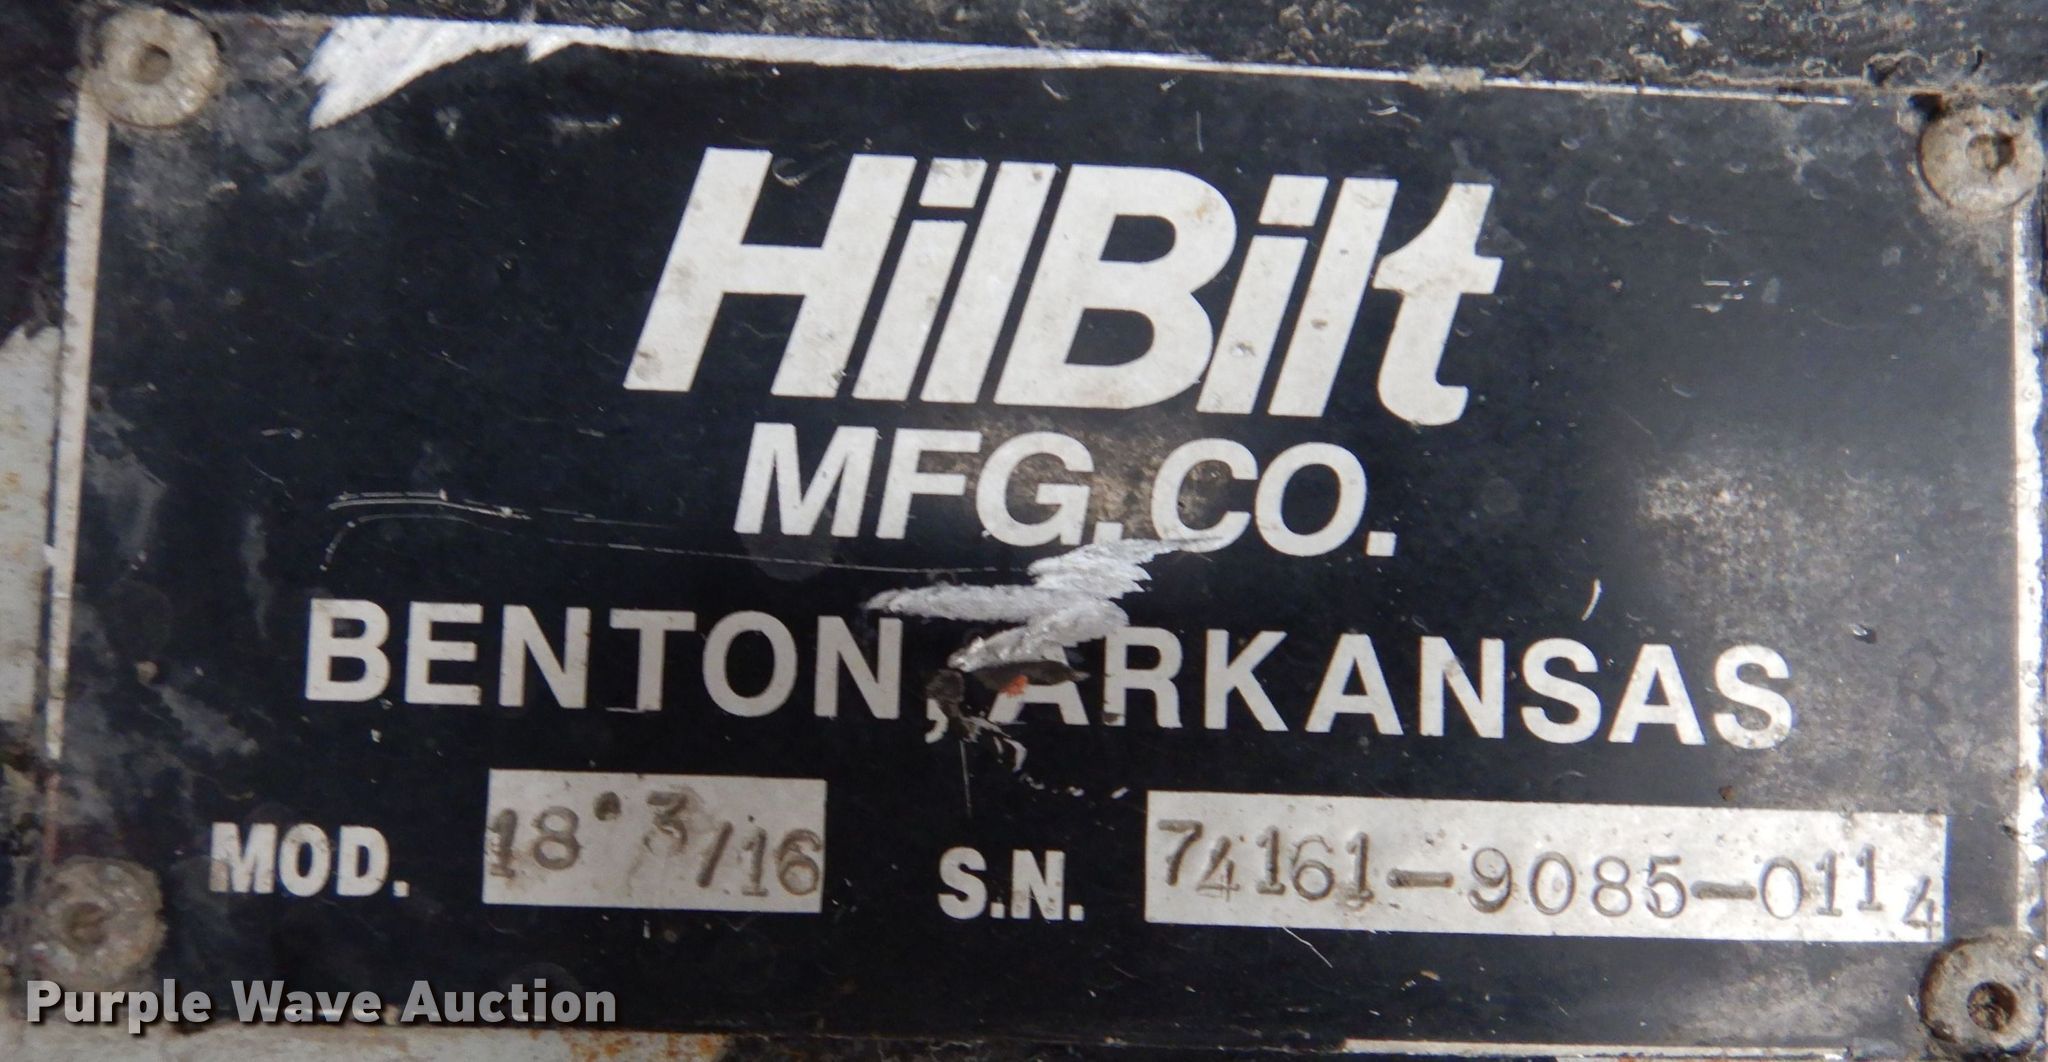 HilBilt
MFG. CO.
BENTON, ARKANSAS
MOD. 18° 3/16 S.N. 74161-9085-0114
Purple Wave Auction